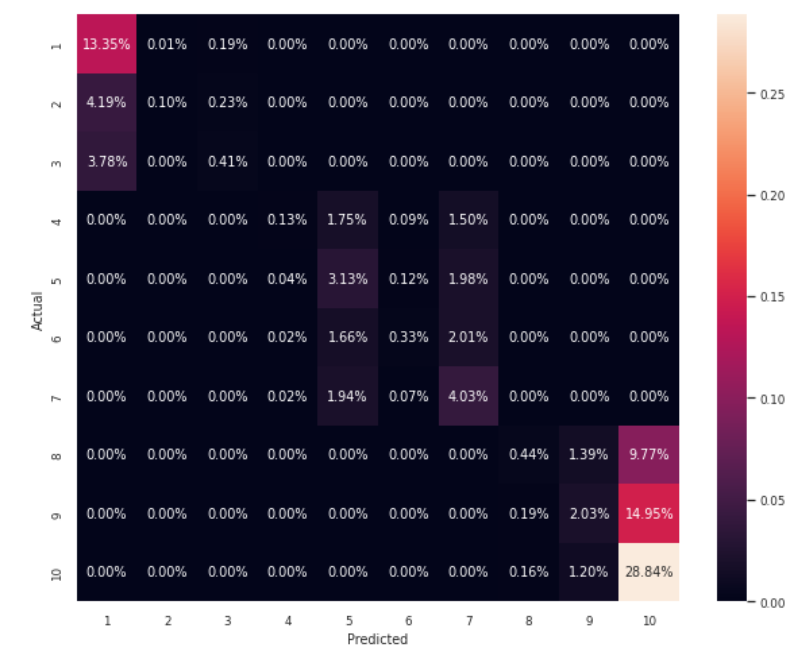 1 13.35% 0.01% 0.19% 0.00% 0.00% 0.00% 0.00% 0.00% 0.00% 0.00%
2 4.19% 0.10% 0.23% 0.00% 0.00% 0.00% 0.00% 0.00% 0.00% 0.00%
3 3.78% 0.00% 0.41% 0.00% 0.00% 0.00% 0.00% 0.00% 0.00% 0.00%
4 0.00% 0.00% 0.00% 0.13% 1.75% 0.09% 1.50% 0.00% 0.00% 0.00%
5 0.00% 0.00% 0.00% 0.04% 3.13% 0.12% 1.98% 0.00% 0.00% 0.00%
6 0.00% 0.00% 0.00% 0.02% 1.66% 0.33% 2.01% 0.00% 0.00% 0.00%
7 0.00% 0.00% 0.00% 0.02% 1.94% 0.07% 4.03% 0.00% 0.00% 0.00%
8 0.00% 0.00% 0.00% 0.00% 0.00% 0.00% 0.00% 0.44% 1.39% 9.77%
9 0.00% 0.00% 0.00% 0.00% 0.00% 0.00% 0.00% 0.19% 2.03% 14.95%
10 0.00% 0.00% 0.00% 0.00% 0.00% 0.00% 0.00% 0.16% 1.20% 28.84%
1 2 3 4 5 6 7 8 9 10
Predicted
Actual
0.25
0.20
0.15
0.10
0.05
0.00